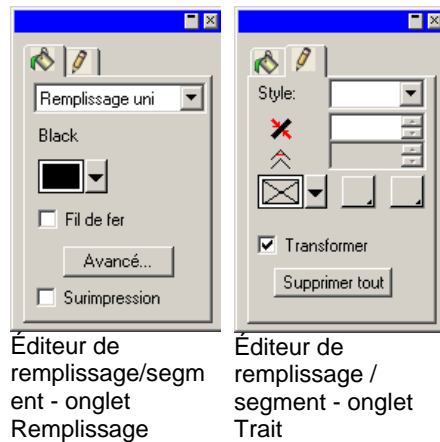 Remplissage uni
Black
Fil de fer
Avancé...
Surimpression
Éditeur de
remplissage/segm
ent - onglet
Remplissage
Style:
Transformer
Supprimer tout
Éditeur de
remplissage /
segment - onglet
Trait